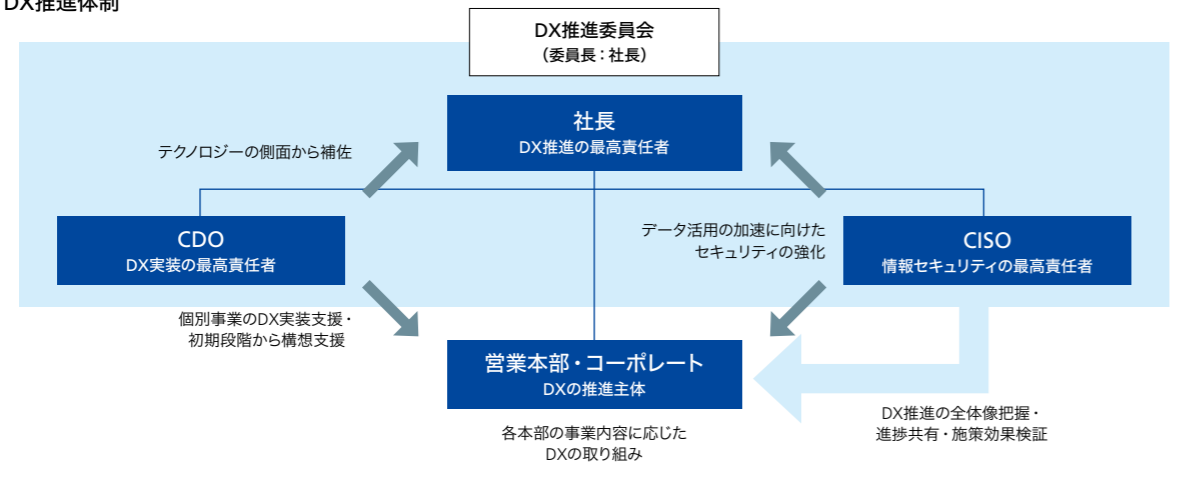 DX推進体制
DX推進委員会
（委員長：社長）
社長
DX推進の最高責任者
テクノロジーの側面から補佐
データ活用の加速に向けた
セキュリティの強化
CDO
DX実装の最高責任者
CISO
情報セキュリティの最高責任者
個別事業のDX実装支援・
初期段階から構想支援
営業本部・コーポレート
DXの推進主体
各本部の事業内容に応じた
DXの取り組み
DX推進の全体像把握・
進捗共有・施策効果検証